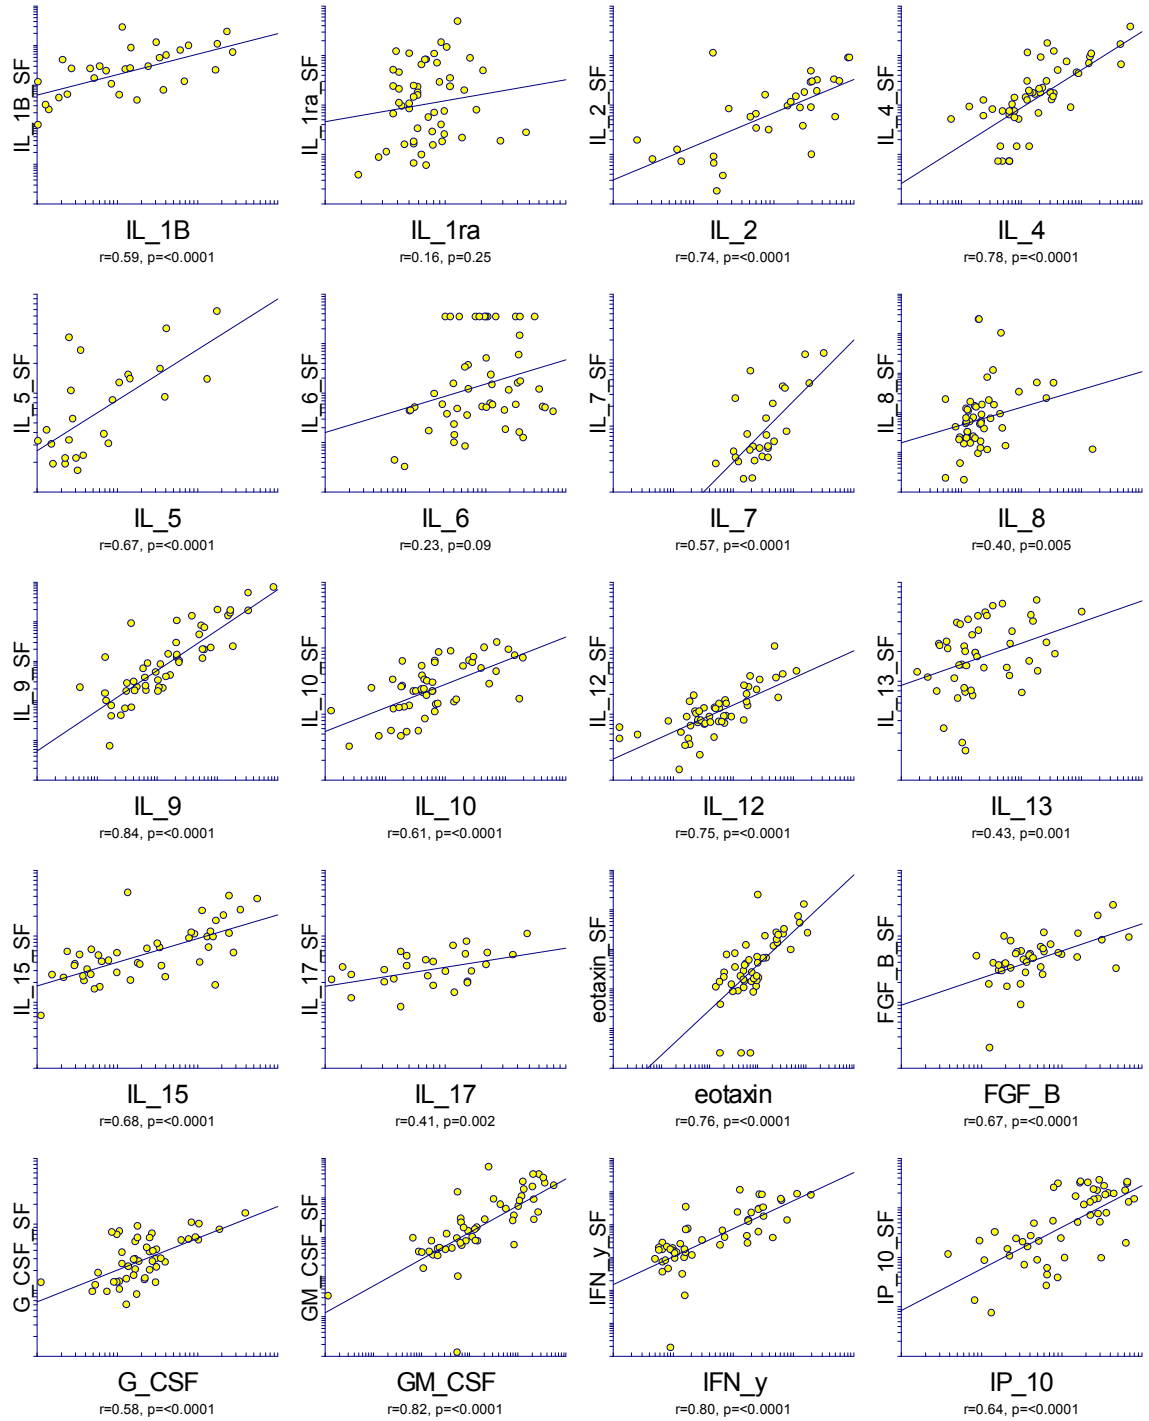 IL_1B_SF
IL_1ra_SF
IL_2_SF
IL_4_SF
IL_1B
IL_1ra
IL_2
IL_4
r=0.59, p=<0.0001
r=0.16, p=0.25
r=0.74, p=<0.0001
r=0.78, p=<0.0001
IL_5_SF
IL_6_SF
IL_7_SF
IL_8_SF
IL_5
IL_6
IL_7
IL_8
r=0.67, p=<0.0001
r=0.23, p=0.09
r=0.57, p=<0.0001
r=0.40, p=0.005
IL_9_SF
IL_10_SF
IL_12_SF
IL_13_SF
IL_9
IL_10
IL_12
IL_13
r=0.84, p=<0.0001
r=0.61, p=<0.0001
r=0.75, p=<0.0001
r=0.43, p=0.001
IL_15_SF
IL_17_SF
eotaxin_SF
FGF_B_SF
IL_15
IL_17
eotaxin
FGF_B
r=0.68, p=<0.0001
r=0.41, p=0.002
r=0.76, p=<0.0001
r=0.67, p=<0.0001
G_CSF_SF
GM_CSF_SF
IFN_y_SF
IP_10_SF
G_CSF
GM_CSF
IFN_y
IP_10
r=0.58, p=<0.0001
r=0.82, p=<0.0001
r=0.80, p=<0.0001
r=0.64, p=<0.0001